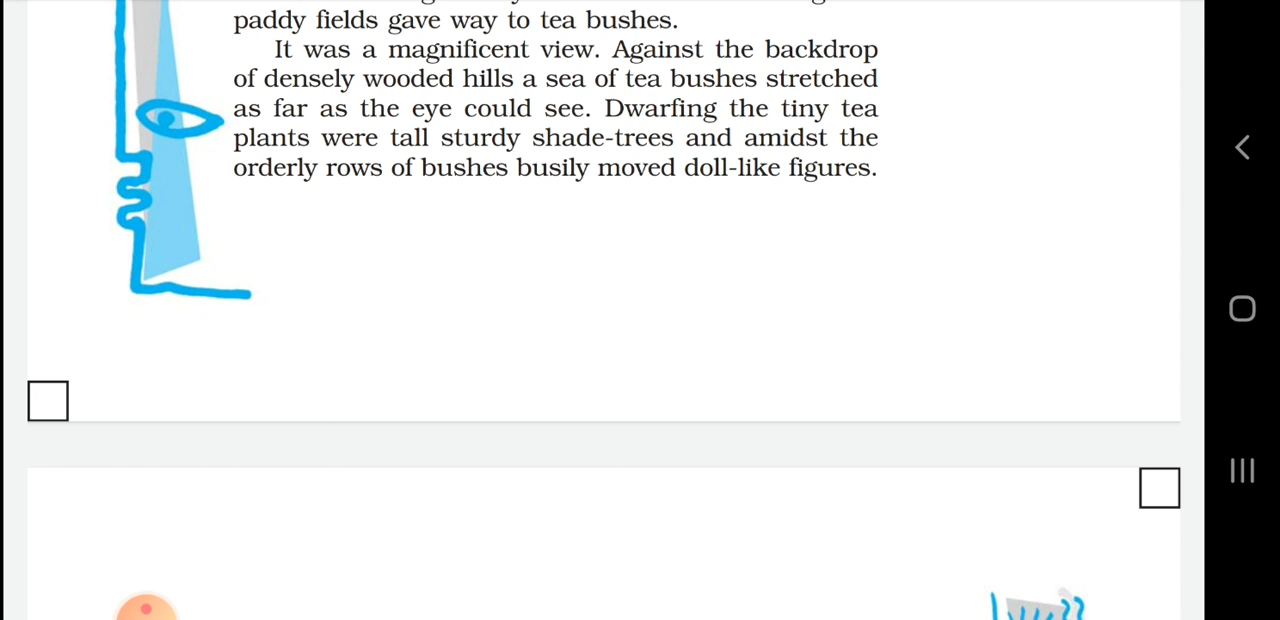 paddy fields gave way to tea bushes.
It was a magnificent view. Against the backdrop
of densely wooded hills a sea of tea bushes stretched
as far as the eye could see. Dwarfing the tiny tea
plants were tall sturdy shade-trees and amidst the
orderly rows of bushes busily moved doll-like figures.